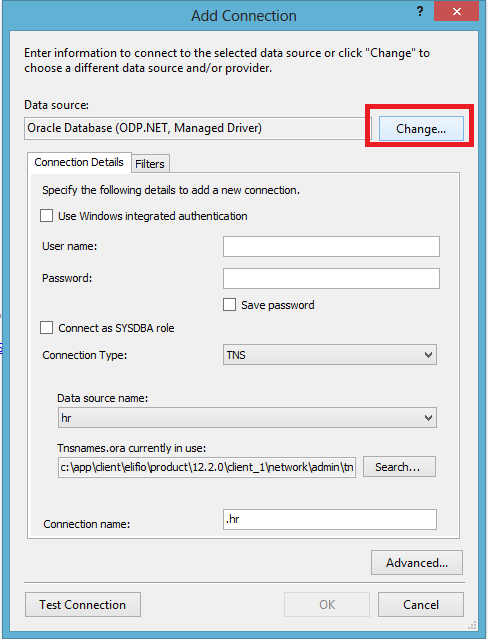 Add Connection
?
Enter information to connect to the selected data source or click "Change" to
choose a different data source and/or provider.
Data source:
Oracle Database (ODP.NET, Managed Driver)
Change...
Connection Details
Filters
Specify the following details to add a new connection.
Use Windows integrated authentication
User name:
Password:
Save password
Connect as SYSDBA role
Connection Type:
TNS
Data source name:
hr
Tnsnames.ora currently in use:
c:\app\client\elifio\product\12.2.0\client_1\network\admin\tn
Search...
Connection name:
.hr
Advanced...
Test Connection
OK
Cancel